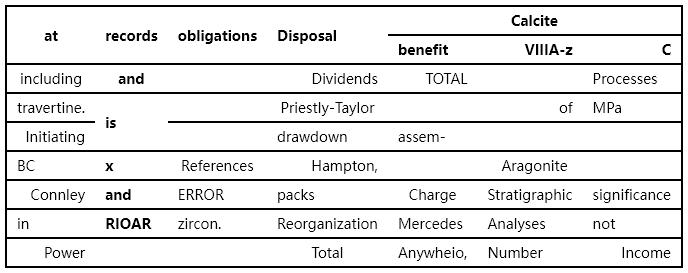 at records obligations Disposal Calcite
benefit VIIIA-z C
including and Dividends TOTAL Processes
travertine. is Priestly-Taylor of MPa
Initiating drawdown assem-
BC x References Hampton, Aragonite
Connley and ERROR packs Charge Stratigraphic significance
in RIOAR zircon. Reorganization Mercedes Analyses not
Power Total Anywheio, Number Income